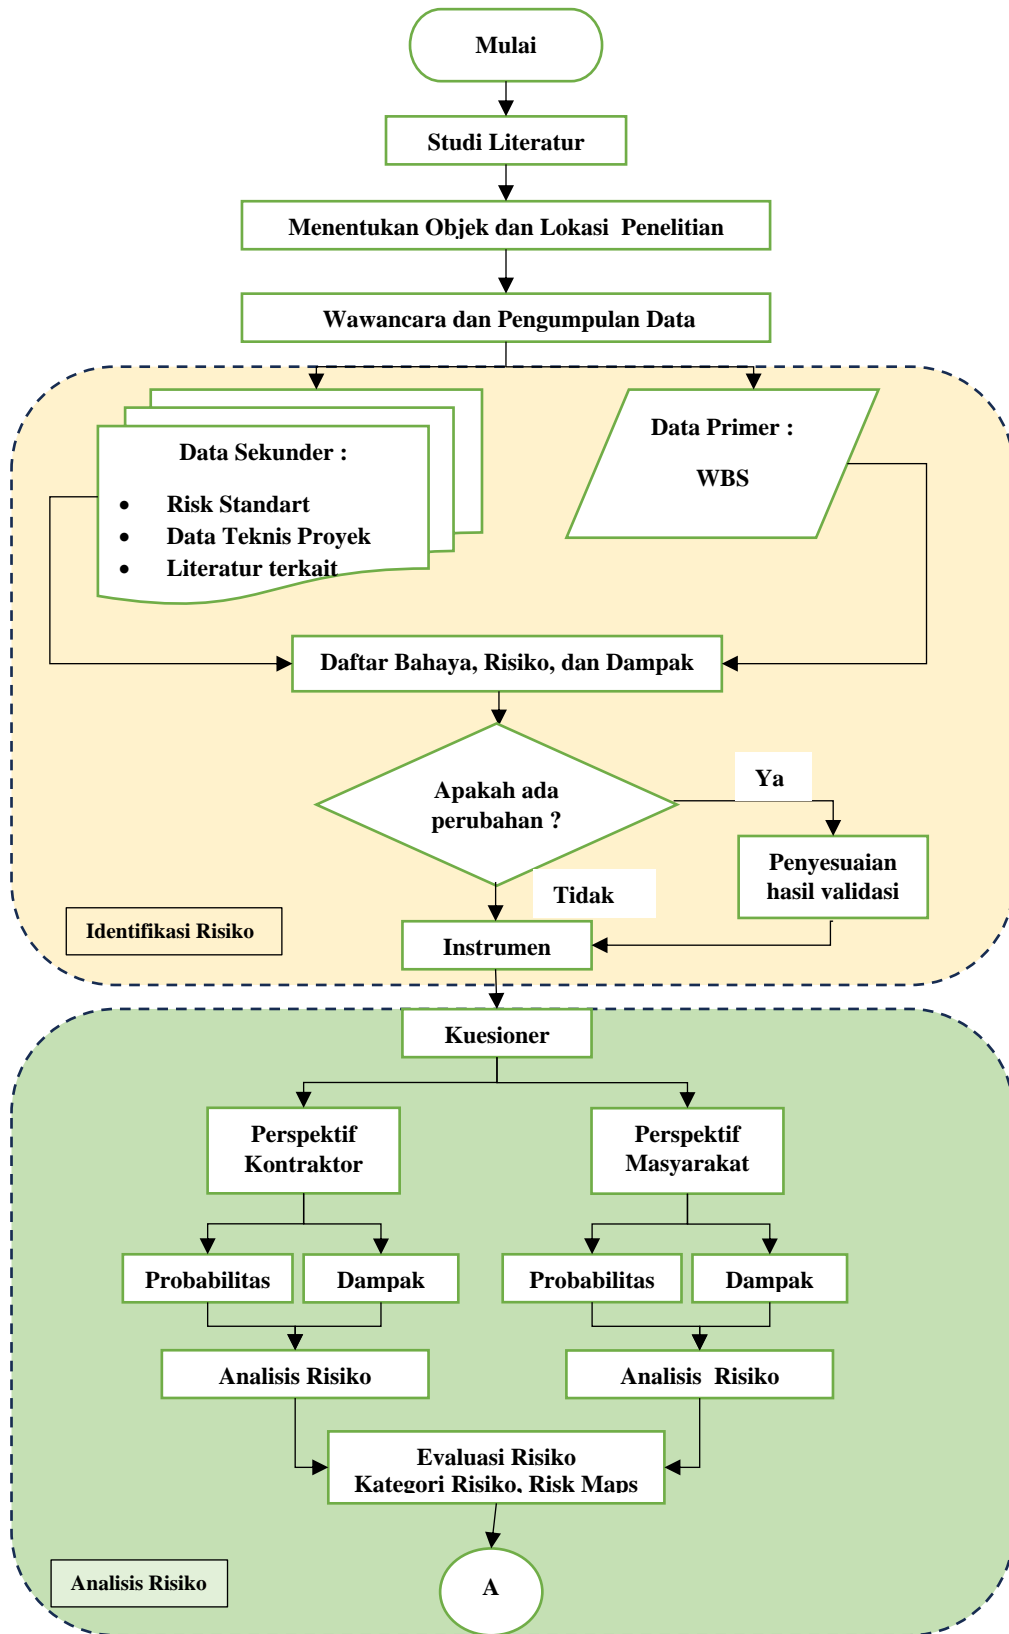 Mulai
Studi Literatur
Menentukan Objek dan Lokasi  Penelitian
Wawancara dan Pengumpulan Data
Data Sekunder :
• Risk Standart
• Data Teknis Proyek
• Literatur terkait
Data Primer :
WBS
Daftar Bahaya, Risiko, dan Dampak
Apakah ada
perubahan ?
Ya
Penyesuaian
hasil validasi
Tidak
Identifikasi Risiko
Instrumen
Kuesioner
Perspektif
Kontraktor
Perspektif
Masyarakat
Probabilitas
Dampak
Probabilitas
Dampak
Analisis Risiko
Analisis  Risiko
Evaluasi Risiko
Kategori Risiko, Risk Maps
Analisis Risiko
A